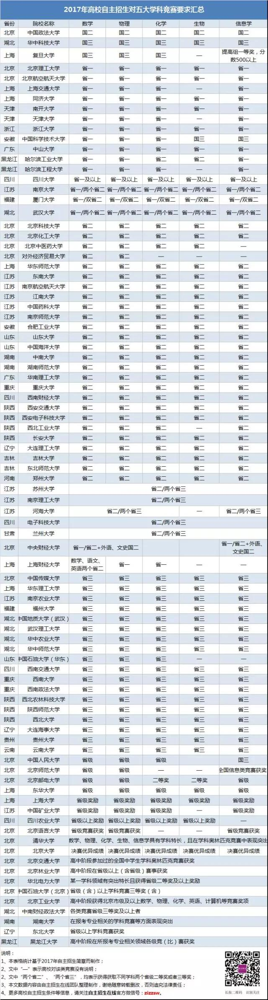 2017年高校自主招生对五大学科竞赛要求汇总
省份 院校名称 数学 物理 化学 生物 信息学
北京 中国政法大学 国二 国二 国二 国二 国二
湖北 华中科技大学 国三 国三 国三 国三 国三
上海 复旦大学 国三 国三 国三 — 提高组一等奖，分
数500以上
北京 北京理工大学 省一 省一 省一 省一 省一
北京 北京航空航天大学 省一 省一 省一 省一 省一
上海 上海交通大学 省一 省一 省一 — 省一
上海 同济大学 省一 省一 省一 省一 省一
天津 南开大学 省一 省一 省一 省一 省一
天津 天津大学 省一 省一 省一 — 省一
浙江 浙江大学 省一 省一 省一 省一 省一
安徽 中国科学技术大学 省一 省一 省一 国三 国三
广东 中山大学 省一 省一 省一 省一 省一
黑龙江 哈尔滨工业大学 省一 省一 省二 省二 省一
黑龙江 哈尔滨工程大学 省一 省一 省一 — 省一
四川 四川大学 省一及以上 省一及以上 省一及以上 省一及以上 省一及以上
江苏 南京大学 省一/两个省二 省一/两个省二 省一/两个省二 省一/两个省二 省一/两个省二
福建 厦门大学 省一/双省二 省一/双省二 省一/双省二 省一/双省二 省一/双省二
湖北 武汉大学 省一/两个省二 省一/两个省二 省一/两个省二 省一/两个省二 省一/两个省二
北京 北京科技大学 省二 省二 省二 省二 省二
北京 北京化工大学 省二 省二 省二 省二 省二
北京 北京中医药大学 省二 省二 省二 省二 —
北京 对外经济贸易大学 省二 省二 — — —
上海 华东师范大学 省二 省二 省二 省二 省二
江苏 东南大学 省二 省二 省二 省二 省二
江苏 南京航空航天大学 省二 省二 省二 省二 省二
江苏 江南大学 省二 省二 省二 省二 省二
江苏 中国药科大学 省二 省二 省二 省二 省二
江苏 南京师范大学 省二 省二 省二 省二 省二
安徽 合肥工业大学 省二 省二 省二 省二 省二
山东 山东大学 省二 省二 省二 省二 省二
山东 中国海洋大学 省二 省二 省二 省二 省二
湖南 中南大学 省二 省二 省二 省二 省二
湖南 湖南师范大学 省二 省二 省二 省二 省二
广东 华南理工大学 省二 省二 省二 省二 省二
重庆 重庆大学 省二 省二 省二 省二 省二
四川 西南财经大学 省二 省二 省二 省二 省二
陕西 西安交通大学 省二 省二 省二 省二 省二
陕西 西安电子科技大学 省二 省二 省二 省二 省二
陕西 西北工业大学 省二 省二 省二 — 省二
陕西 长安大学 省二 省二 省二 省二 省二
辽宁 大连理工大学 省二 省二 省二 省二 省二
吉林 吉林大学 省二 省二 省二 省二 省二
吉林 东北师范大学 省二 省二 省二 省二 省二
河南 郑州大学 省二 省二 省二 省二 省二
江苏 苏州大学 省二/两个省三
江苏 南京理工大学 省二/两个省三
江苏 河海大学 省二/两个省三 — 省二/两个省三
四川 电子科技大学 省二/两个省三
甘肃 兰州大学 省二/两个省三
北京 中央财经大学 省一/省二+外语、文史国二 省一/省二+外语、
文史国二
上海 上海财经大学 数学、语文、
英语两个省二 省一 省一 — —
北京 中国传媒大学 省三 省三 省三 省三 省三
上海 华东理工大学 省三 省三 省三 省三 省三
江苏 南京农业大学 省三 省三 省三 省三 省三
福建 福州大学 省三 省三 省三 省三 省三
湖北 中国地质大学（武汉） 省三 省三 省三 省三 省三
湖北 武汉理工大学 省三 省三 省三 省三 省三
湖北 华中农业大学 省三 省三 省三 省三 省三
湖北 华中师范大学 省三 省三 省三 省三 省三
山东 中国石油大学（华东） 省三 省三 省三 — —
四川 西南交通大学 省三 省三 省三 省三 省三
重庆 西南大学 省三 省三 省三 省三 省三
重庆 西南政法大学 省三 省三 省三 省三 省三
陕西 西北农林科技大学 省三 省三 省三 省三 省三
陕西 陕西师范大学 省三 省三 省三 省三 省三
陕西 西北大学 省三 省三 省三 省三 省三
辽宁 大连海事大学 省三 省三 省三 省三 省三
贵州 贵州大学 省三 省三 省三 省三 省三
云南 云南大学 省三 省三 省三 省三 省三
北京 中国人民大学 省级 省级 省级 国三
北京 北京师范大学 省级 省级 — — 全国信息类竞赛获奖
北京 北京邮电大学 省级 省级 二等奖 二等奖 省级
上海 东华大学 省级 省级 省级 省级 省级
上海 上海大学 省级奖励 省级奖励 省级奖励 省级奖励 省级奖励
江苏 中国矿业大学 省级奖励 省级奖励 省级奖励 — 省级奖励
四川 四川农业大学 省级以上奖励 省级以上奖励 省级以上奖励 省级以上奖励 —
北京 北京语言大学 省级竞赛获奖 省级竞赛获奖 — — 省级竞赛获奖
北京 清华大学 数学、物理、化学、生物、信息学具有学科特长，且在学科奥林匹克竞赛中表现突出
北京 北京大学 决赛优异成绩 决赛优异成绩 决赛优异成绩 决赛优异成绩 决赛优异成绩
北京 北京交通大学 高中阶段参加过的全国中学生学科奥林匹克竞赛获奖
北京 北京林业大学 高中阶段在省级以上（含省级）赛事获奖
北京 华北电力大学 某一学科领域有突出特长且获得省级二等奖及以上奖励
北京 中国石油大学（北京） 省级（含）以上学科竞赛三等奖（含）
北京 北京工业大学 高中阶段获得北京市级及以上数学、物理、化学、英语、计算机等竞赛奖项
湖北 中南财经政法大学 各类竞赛省级三等奖及以上者
湖南 湖南大学 在报考专业相关的学科竞赛等方面表现突出
辽宁 东北大学 省级以上学科竞赛获奖
黑龙江 黑龙江大学 高中阶段在所报考专业相关领域各级竞（比）赛获奖
说明：
1、本表格统计基于2017年自主招生简章而制作；
2、文中“—”表示高校对该类竞赛没有说明；
2、文中“两个省二”、“两个省三”，均表示获得获取不同学科两个省级二等奖或者三等奖；
3、本文数据内容由自主招生在线团队整理制作，谢绝随意转载删改，否则追究法律责任；
4、更多高校自主招生条件等信息，请关注自主招生在线官方微信号：zizzsw。
长按二维码 识别关注